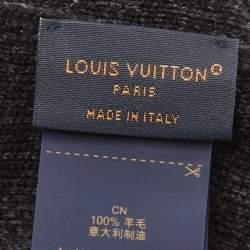 LOUIS VUITTON
PARIS
MADE IN ITALY
CN
100% 羊毛
意大利制造